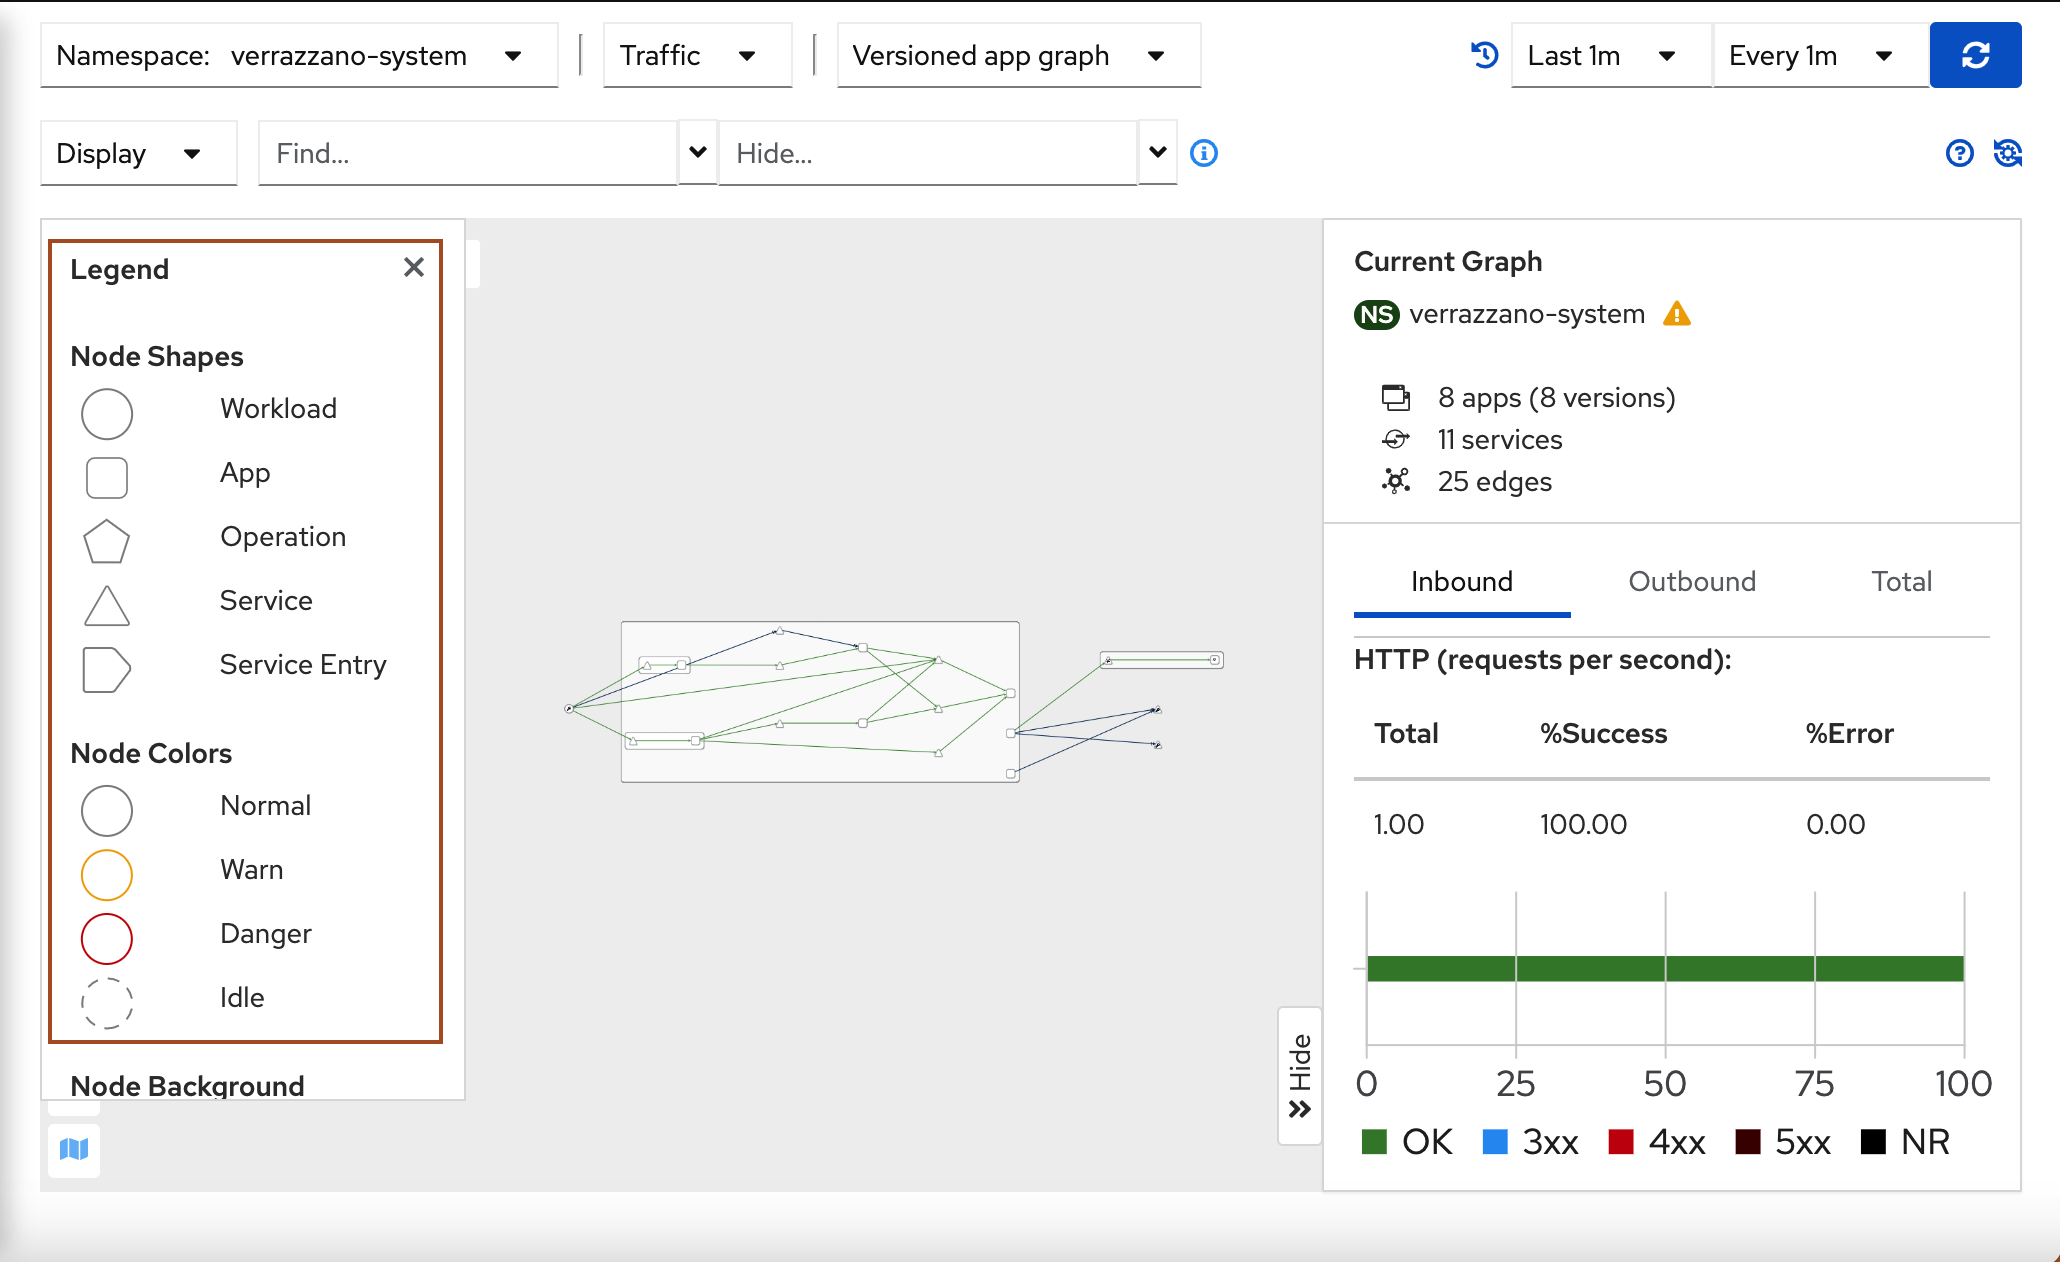 Namespace: verrazzano-system
Traffic
Versioned app graph
Last 1m
Every 1m
Display
Find...
Hide...
Legend
Node Shapes
Workload
App
Operation
Service
Service Entry
Node Colors
Normal
Warn
Danger
Idle
Node Background
Hide
Current Graph
NS verrazzano-system
8 apps (8 versions)
11 services
25 edges
Inbound Outbound Total
HTTP (requests per second):
Total %Success %Error
1.00 100.00 0.00
0 25 50 75 100
OK 3xx 4xx 5xx NR